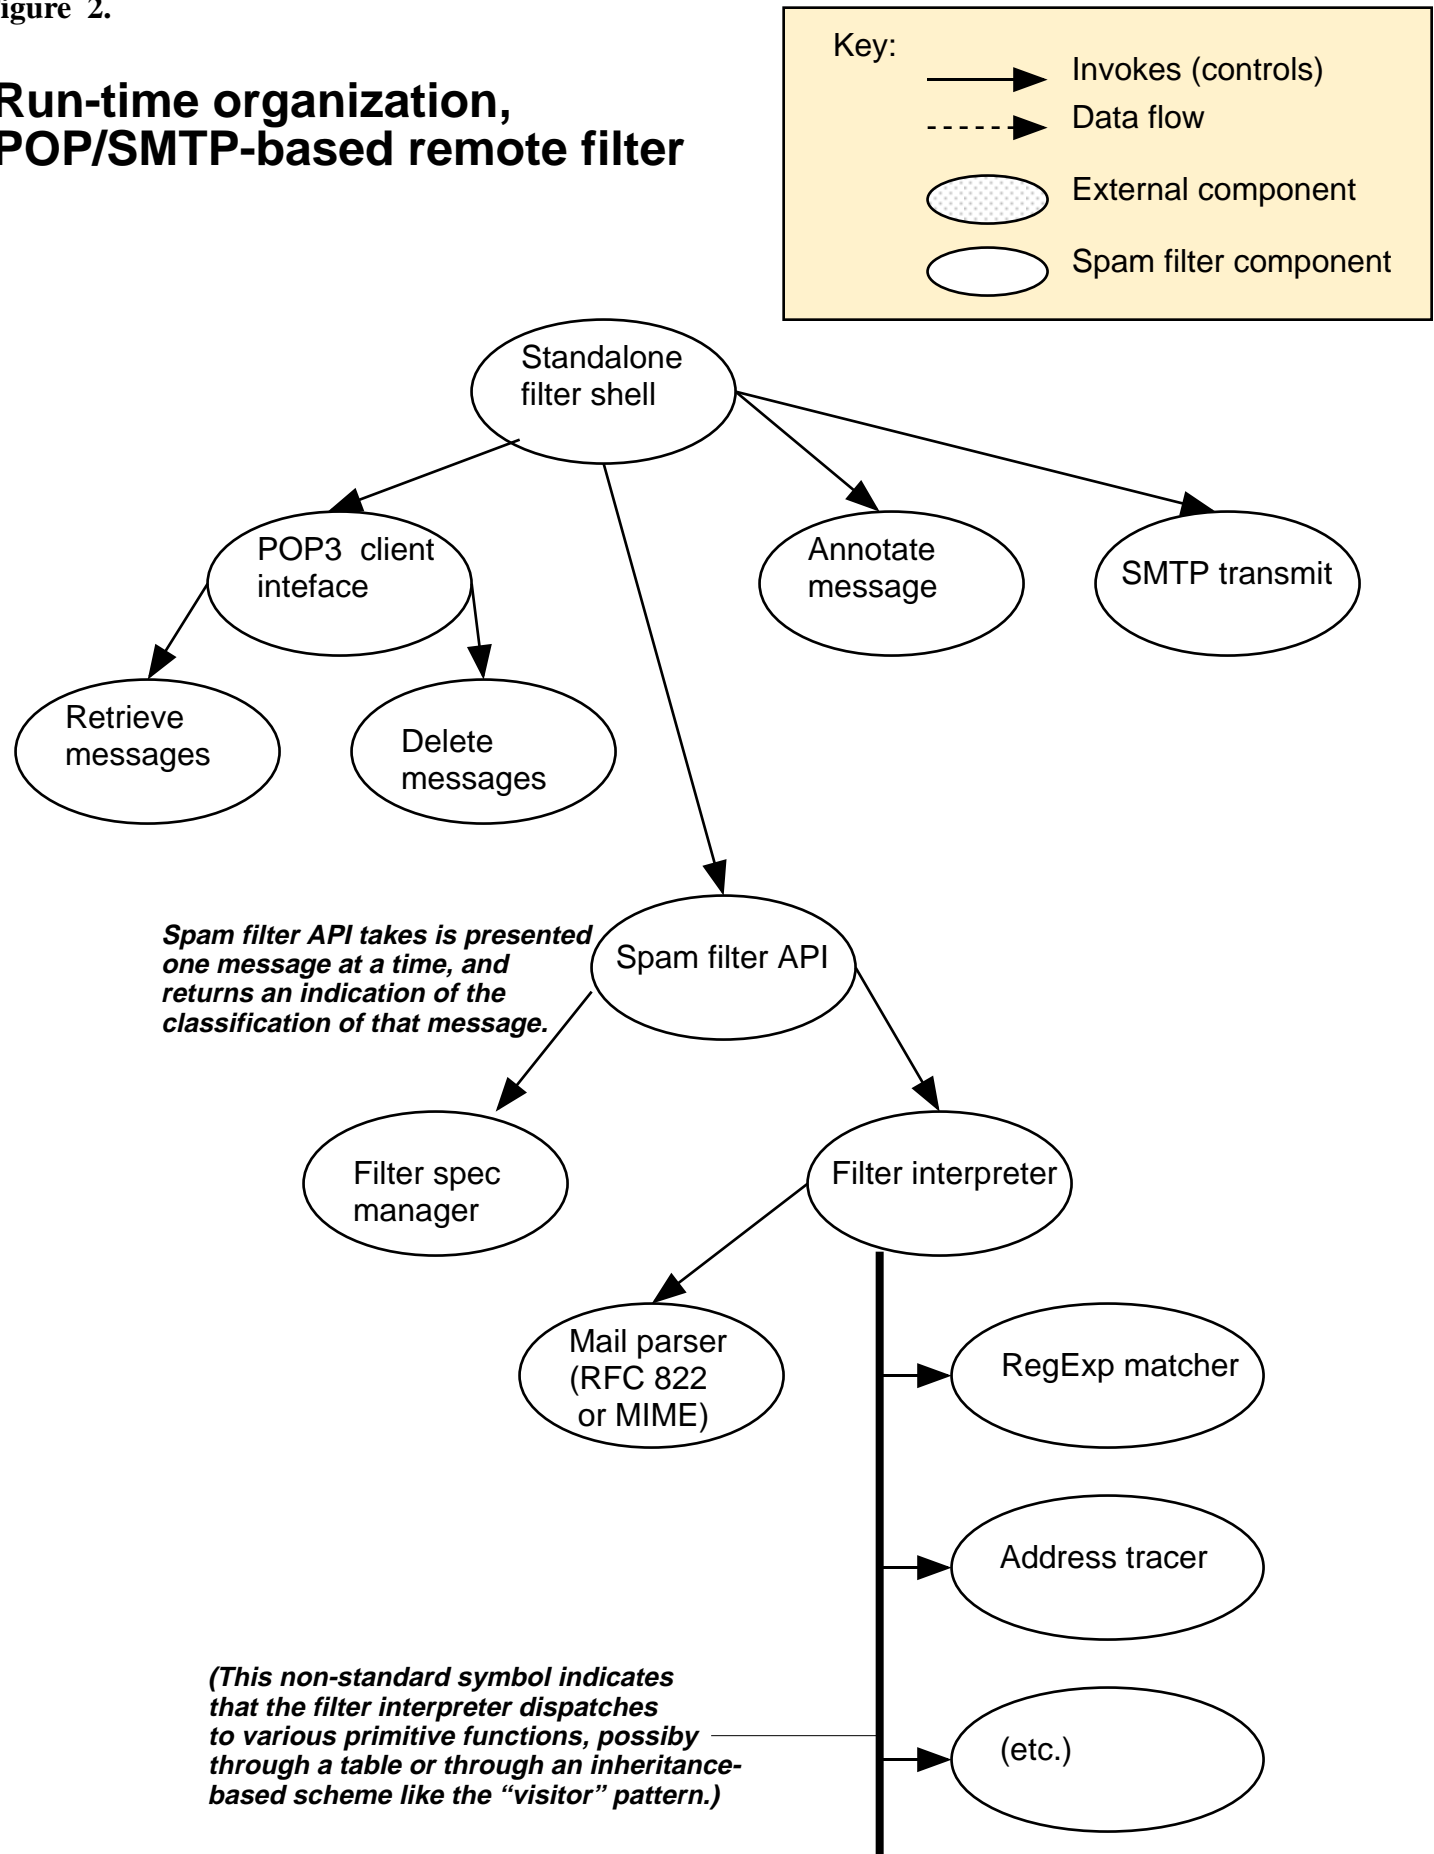 igure 2.
Run-time organization,
POP/SMTP-based remote filter
Key:
Invokes (controls)
Data flow
External component
Spam filter component
Standalone
filter shell
POP3 client
inteface
Annotate
message
SMTP transmit
Retrieve
messages
Delete
messages
Spam filter API takes is presented
one message at a time, and
returns an indication of the
classification of that message.
Spam filter API
Filter spec
manager
Filter interpreter
Mail parser
(RFC 822
or MIME)
RegExp matcher
Address tracer
(This non-standard symbol indicates
that the filter interpreter dispatches
to various primitive functions, possiby
through a table or through an inheritance-
based scheme like the “visitor” pattern.)
(etc.)